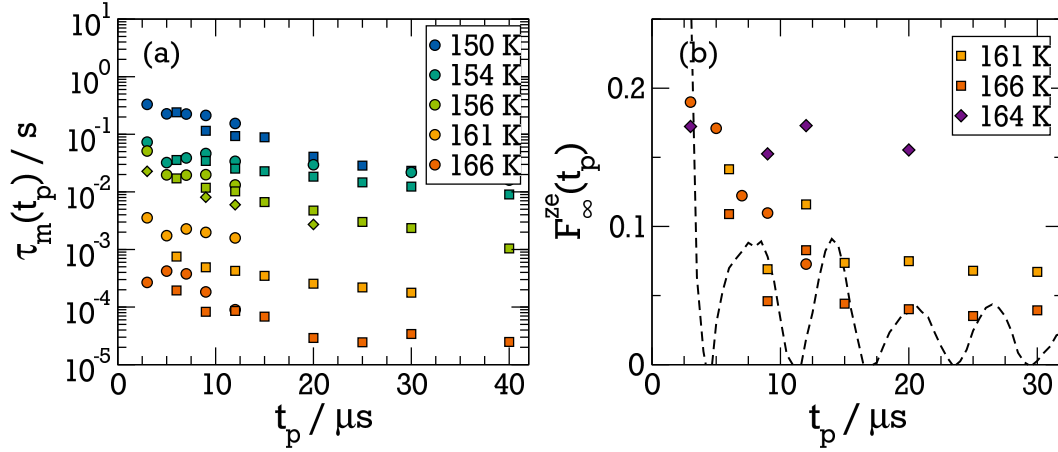 (a)
150 K
154 K
156 K
161 K
166 K
10^1
10^0
10^-1
10^-2
10^-3
10^-4
10^-5
τ_m(t_p) / s
0 10 20 30 40
t_p / μs
(b)
161 K
166 K
164 K
0.2
0.1
0
F_∞^ze(t_p)
0 10 20 30
t_p / μs